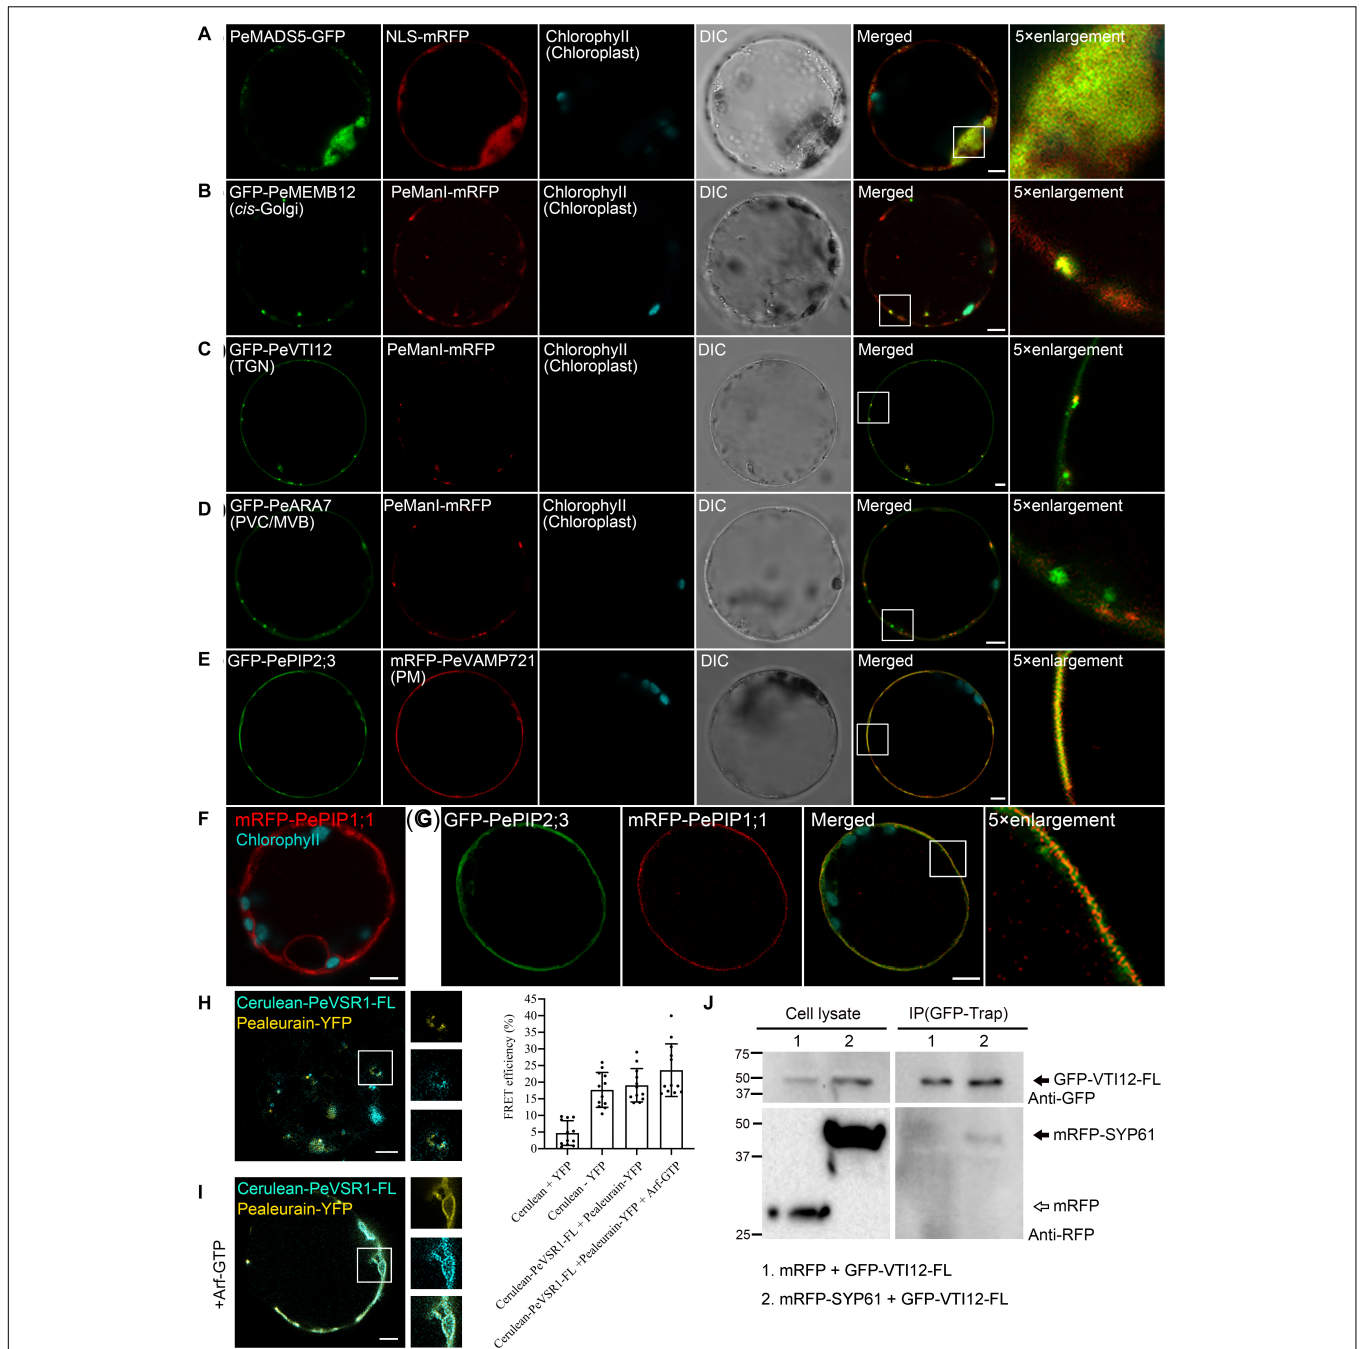 A
PeMADS5-GFP
NLS-mRFP
Chlorophyll
(Chloroplast)
DIC
Merged
5×enlargement
B
GFP-PeMEMB12
(cis-Golgi)
PeManI-mRFP
Chlorophyll
(Chloroplast)
DIC
Merged
5×enlargement
C
GFP-PeVTI12
(TGN)
PeManI-mRFP
Chlorophyll
(Chloroplast)
DIC
Merged
5×enlargement
D
GFP-PeARA7
(PVC/MVB)
PeManI-mRFP
Chlorophyll
(Chloroplast)
DIC
Merged
5×enlargement
E
GFP-PePIP2;3
mRFP-PeVAMP721
(PM)
DIC
Merged
5×enlargement
F
mRFP-PePIP1;1
Chlorophyll
(G)
GFP-PePIP2;3
mRFP-PePIP1;1
Merged
5×enlargement
H
Cerulean-PeVSR1-FL
Pealeurain-YFP
I
+Arf-GTP
Cerulean-PeVSR1-FL
Pealeurain-YFP
FRET efficiency (%)
45
40
35
30
25
20
15
10
5
0
Cerulean + YFP
Cerulean - YFP
Cerulean-PeVSR1-FL + Pealeurain-YFP
Cerulean-PeVSR1-FL +Pealeurain-YFP + Arf-GTP
J
Cell lysate
IP(GFP-Trap)
1 2 1 2
75
50
37
GFP-VTI12-FL
Anti-GFP
50
37
25
mRFP-SYP61
mRFP
Anti-RFP
1. mRFP + GFP-VTI12-FL
2. mRFP-SYP61 + GFP-VTI12-FL